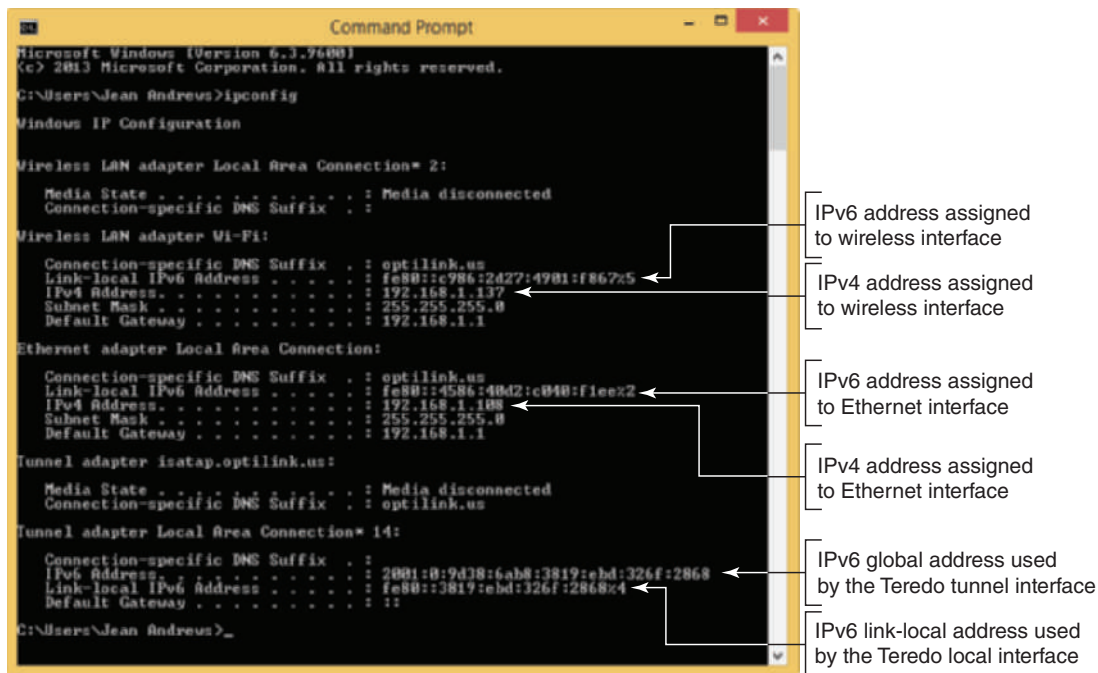 Command Prompt
Microsoft Windows [Version 6.3.9600]
(c) 2013 Microsoft Corporation. All rights reserved.
C:\Users\Jean Andrews>ipconfig
Windows IP Configuration
Wireless LAN adapter Local Area Connection* 2:
Media State . . . . . . . . . . . : Media disconnected
Connection-specific DNS Suffix . :
Wireless LAN adapter Wi-Fi:
Connection-specific DNS Suffix . : optilink.us
Link-local IPv6 Address . . . . . : fe80::c986:2d27:4901:f867%5
IPv4 Address. . . . . . . . . . . : 192.168.1.137
Subnet Mask . . . . . . . . . . . : 255.255.255.0
Default Gateway . . . . . . . . . : 192.168.1.1
Ethernet adapter Local Area Connection:
Connection-specific DNS Suffix . : optilink.us
Link-local IPv6 Address . . . . . : fe80::4586:40d2:c040:f1ee%2
IPv4 Address. . . . . . . . . . . : 192.168.1.108
Subnet Mask . . . . . . . . . . . : 255.255.255.0
Default Gateway . . . . . . . . . : 192.168.1.1
Tunnel adapter isatap.optilink.us:
Media State . . . . . . . . . . . : Media disconnected
Connection-specific DNS Suffix . : optilink.us
Tunnel adapter Local Area Connection* 14:
Connection-specific DNS Suffix . :
IPv6 Address. . . . . . . . . . . : 2001:0:9d38:6ab8:3819:ebd:326f:2868
Link-local IPv6 Address . . . . . : fe80::3819:ebd:326f:2868%4
Default Gateway . . . . . . . . . : ::
C:\Users\Jean Andrews>_
IPv6 address assigned
to wireless interface
IPv4 address assigned
to wireless interface
IPv6 address assigned
to Ethernet interface
IPv4 address assigned
to Ethernet interface
IPv6 global address used
by the Teredo tunnel interface
IPv6 link-local address used
by the Teredo local interface